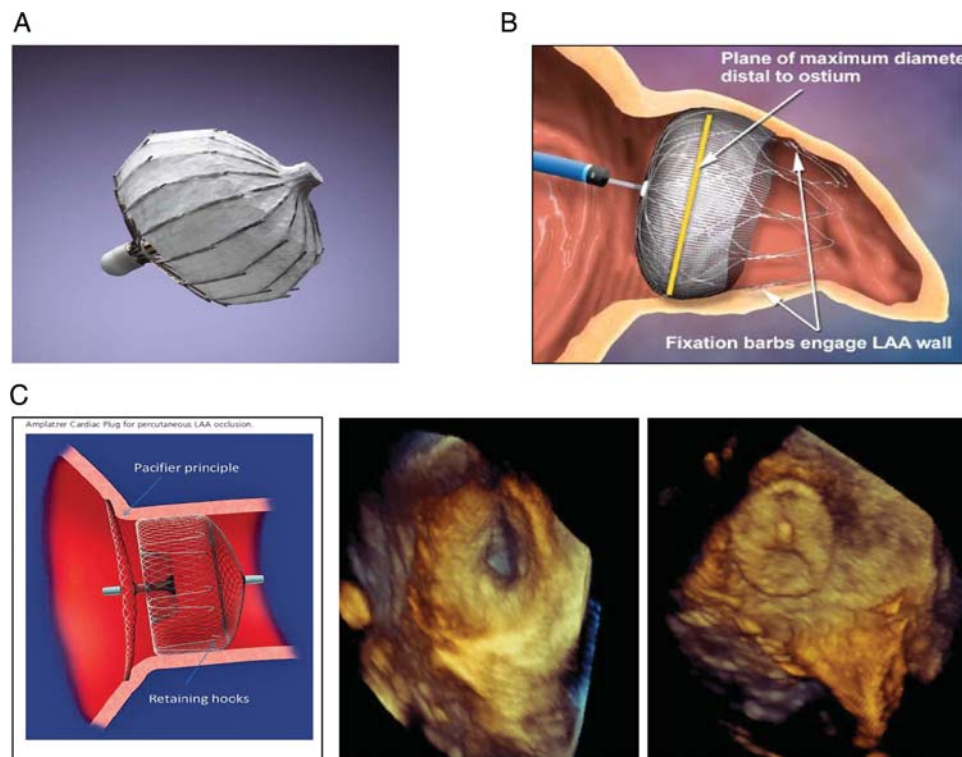 A
B
Plane of maximum diamete
distal to ostium
Fixation barbs engage LAA wall
C
Amplatzer Cardiac Plug for percutaneous LAA occlusion.
Pacifier principle
Retaining hooks